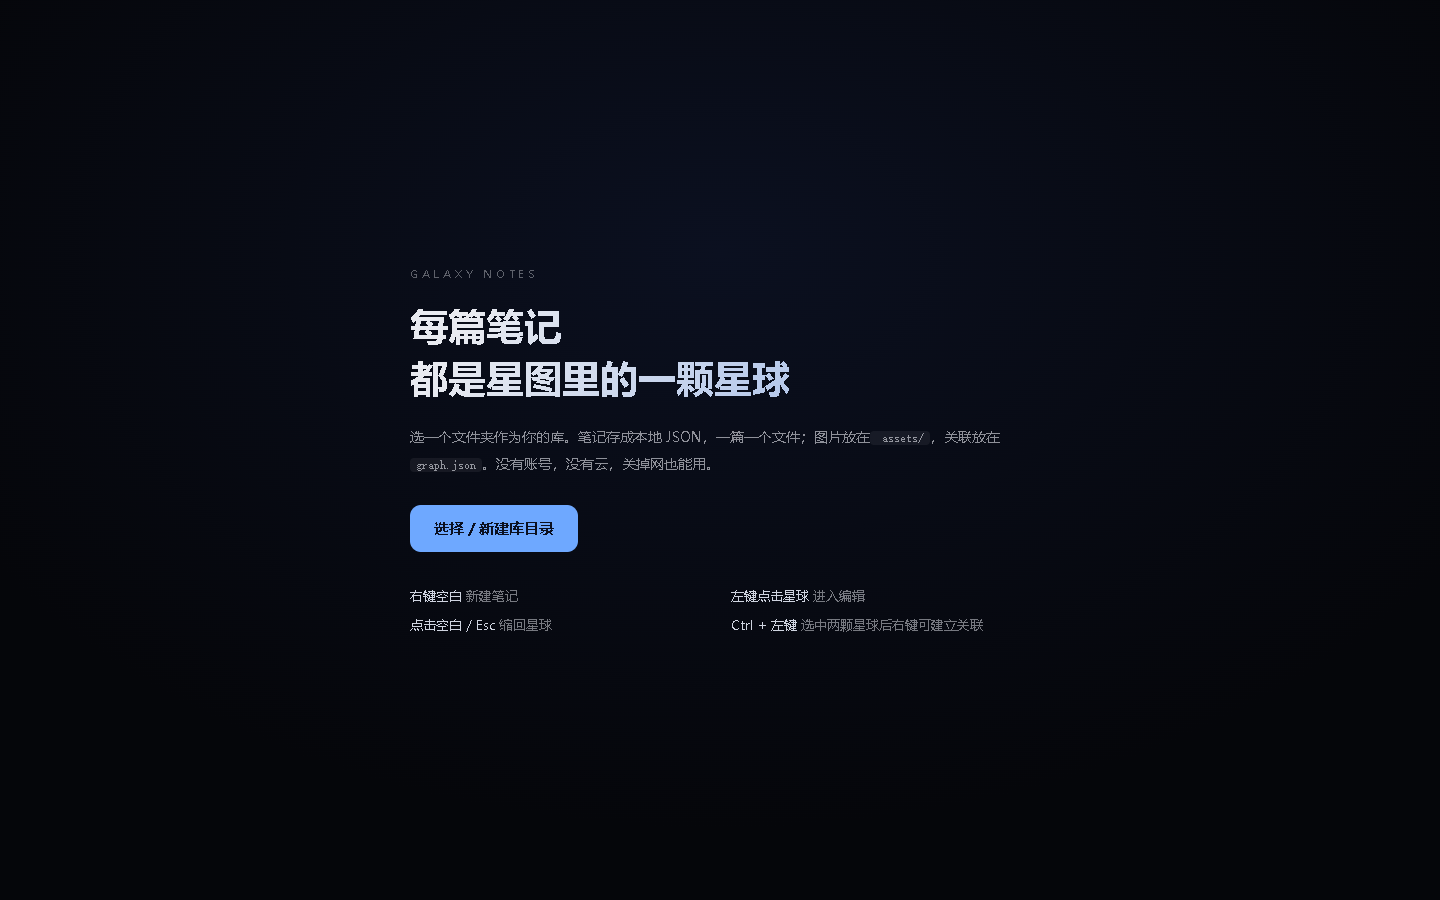 GALAXY NOTES
每篇笔记
都是星图里的一颗星球
选一个文件夹作为你的库。笔记存成本地 JSON，一篇一个文件；图片放在 assets/，关联放在
graph.json。没有账号，没有云，关掉网也能用。
选择 / 新建库目录
右键空白 新建笔记
左键点击星球 进入编辑
点击空白 / Esc 缩回星球
Ctrl + 左键 选中两颗星球后右键可建立关联